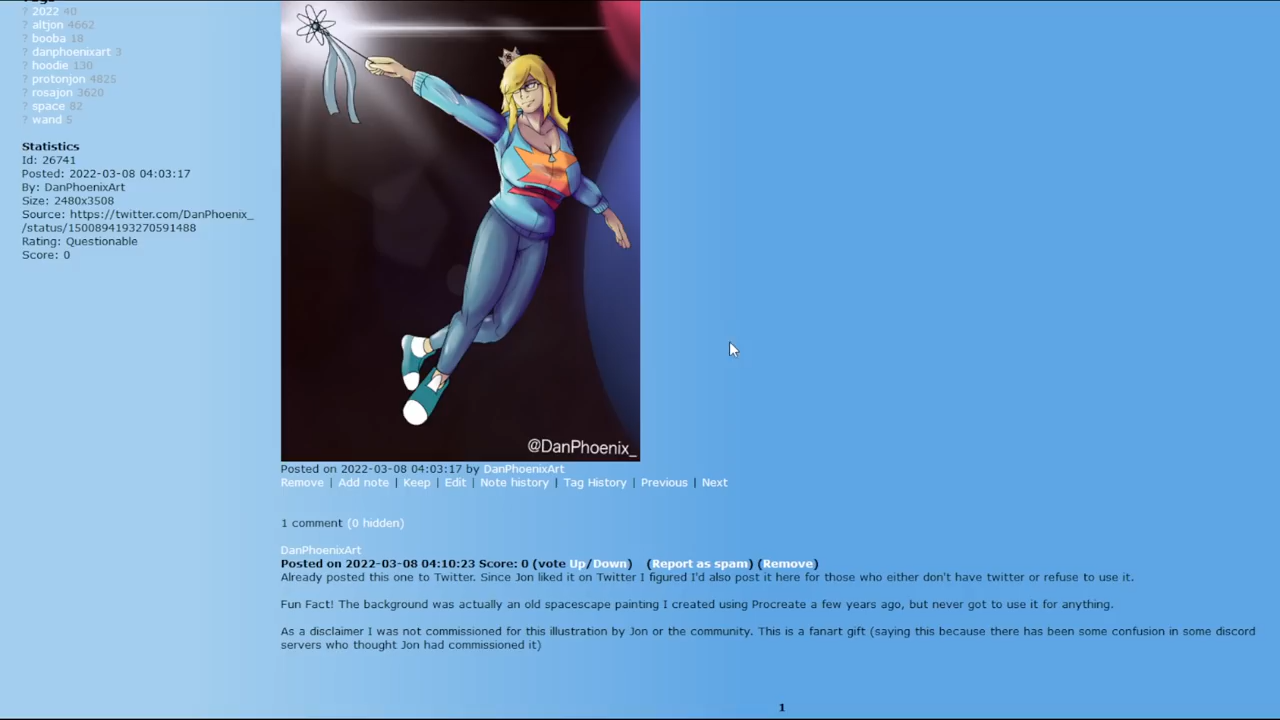 ? 2022 40
? altjon 4662
? booba 18
? danphoenixart 3
? hoodie 130
? protonjon 4825
? rosajon 3620
? space 82
? wand 5
Statistics
Id: 26741
Posted: 2022-03-08 04:03:17
By: DanPhoenixArt
Size: 2480x3508
Source: https://twitter.com/DanPhoenix_
/status/1500894193270591488
Rating: Questionable
Score: 0
@DanPhoenix_
Posted on 2022-03-08 04:03:17 by DanPhoenixArt
Remove | Add note | Keep | Edit | Note history | Tag History | Previous | Next
1 comment (0 hidden)
DanPhoenixArt
Posted on 2022-03-08 04:10:23 Score: 0 (vote Up/Down) (Report as spam) (Remove)
Already posted this one to Twitter. Since Jon liked it on Twitter I figured I'd also post it here for those who either don't have twitter or refuse to use it.
Fun Fact! The background was actually an old spacescape painting I created using Procreate a few years ago, but never got to use it for anything.
As a disclaimer I was not commissioned for this illustration by Jon or the community. This is a fanart gift (saying this because there has been some confusion in some discord
servers who thought Jon had commissioned it)
1